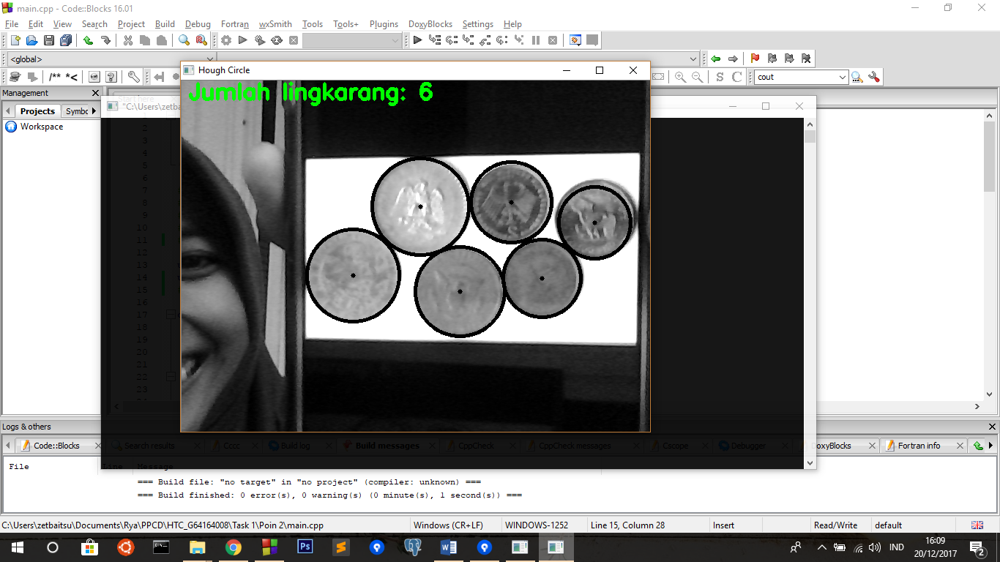 main.cpp - Code::Blocks 16.01
File Edit View Search Project Build Debug Fortran wxSmith Tools Tools+ Plugins DoxyBlocks Settings Help
<global>
/** *<
S C
cout
Management
Hough Circle
Jumlah lingkarang: 6
Projects
Symbc
Start here
"C:\Users\zetbai
Workspace
2
3
4
5
6
7
8
9
10
11
12
13
14
15
16
17
18
19
20
21
22
23
Logs & others
Code::Blocks
Search results
Cccc
Build log
Build messages
CppCheck
CppCheck messages
Cscope
Debugger
DoxyBlocks
Fortran info
File Line Message
=== Build file: "no target" in "no project" (compiler: unknown) ===
=== Build finished: 0 error(s), 0 warning(s) (0 minute(s), 1 second(s)) ===
C:\Users\zetbaitsu\Documents\Rya\PPCD\HTC_G64164008\Task 1\Poin 2\main.cpp
Windows (CR+LF)
WINDOWS-1252
Line 15, Column 28
Insert
Read/Write
default
Ps
W
IND
16:09
20/12/2017
2